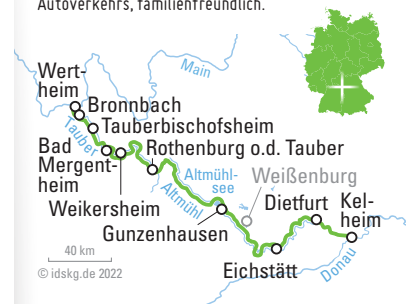 Autoverkehrs, familienfreundlich.
Wert-
heim
Main
Bronnbach
Tauberbischofsheim
Tauber
Bad
Mergent-
heim
Rothenburg o.d. Tauber
Altmühl-
see
Weißenburg
Altmühl
Weikersheim
Dietfurt
Kel-
heim
Gunzenhausen
40 km
Eichstätt
Donau
© idskg.de 2022